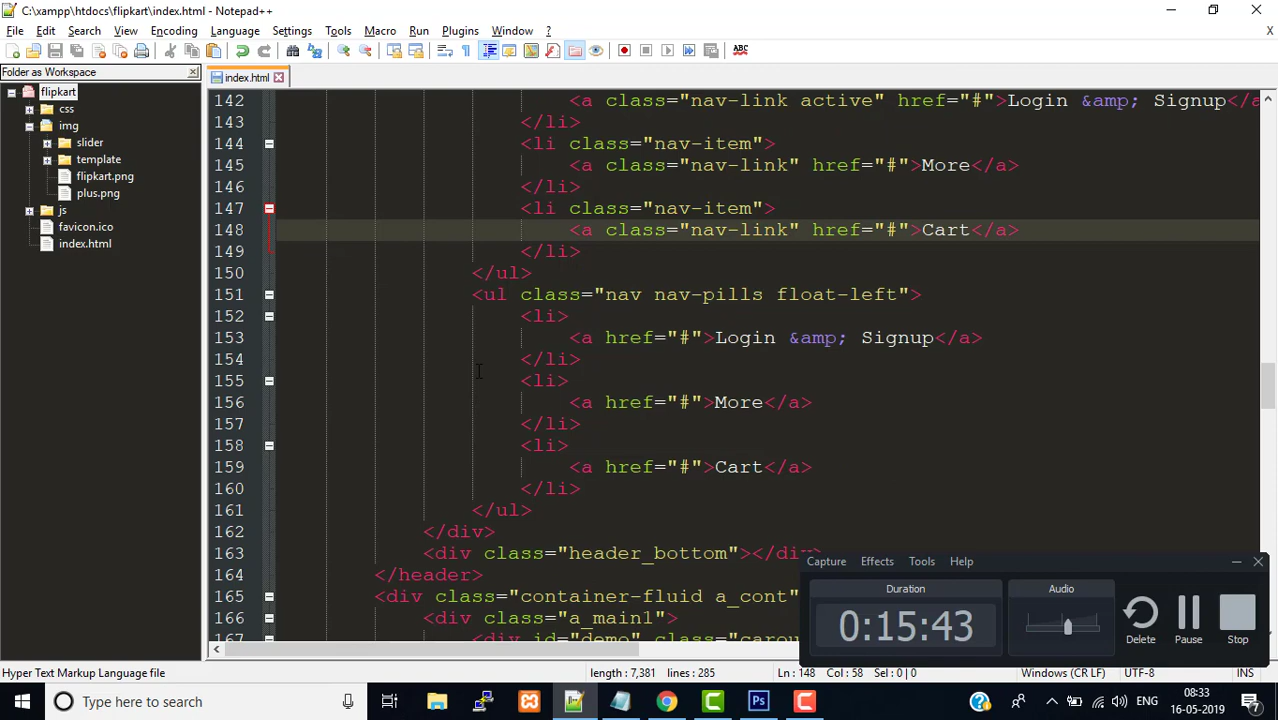 C:\xampp\htdocs\flipkart\index.html - Notepad++
File Edit Search View Encoding Language Settings Tools Macro Run Plugins Window ? X
ABC
Folder as Workspace
flipkart
css
img
slider
template
flipkart.png
plus.png
js
favicon.ico
index.html
index.html
142 <a class="nav-link active" href="#">Login &amp; Signup</a
143 </li>
144 <li class="nav-item">
145 <a class="nav-link" href="#">More</a>
146 </li>
147 <li class="nav-item">
148 <a class="nav-link" href="#">Cart</a>
149 </li>
150 </ul>
151 <ul class="nav nav-pills float-left">
152 <li>
153 <a href="#">Login &amp; Signup</a>
154 </li>
155 <li>
156 <a href="#">More</a>
157 </li>
158 <li>
159 <a href="#">Cart</a>
160 </li>
161 </ul>
162 </div>
163 <div class="header_bottom"></div>
164 </header>
165 <div class="container-fluid a_cont"
166 <div class="a_main1">
167 <div id="demo" class="carou
Capture Effects Tools Help
Duration
0:15:43
Audio
Delete Pause Stop
Hyper Text Markup Language file length : 7,381 lines : 285 Ln : 148 Col : 58 Sel : 0 | 0 Windows (CR LF) UTF-8 INS
Type here to search
Ps
ENG
08:33
16-05-2019